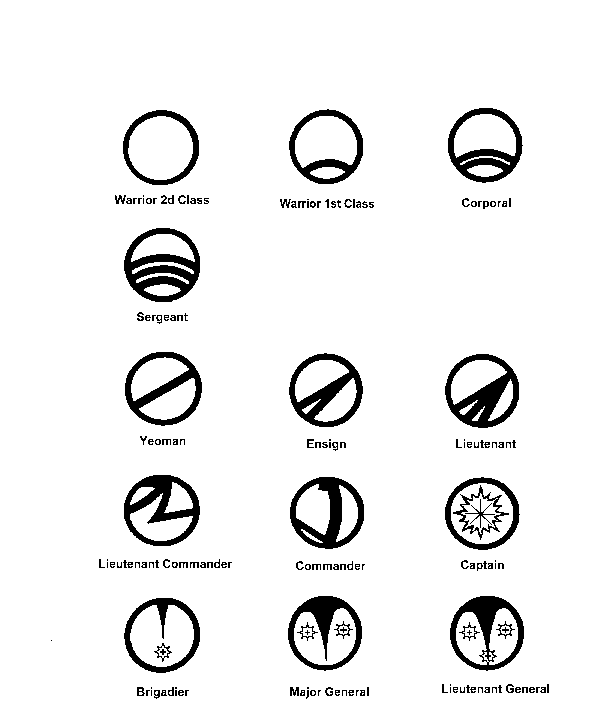 Warrior 2d Class
Warrior 1st Class
Corporal
Sergeant
Yeoman
Ensign
Lieutenant
Lieutenant Commander
Commander
Captain
Brigadier
Major General
Lieutenant General